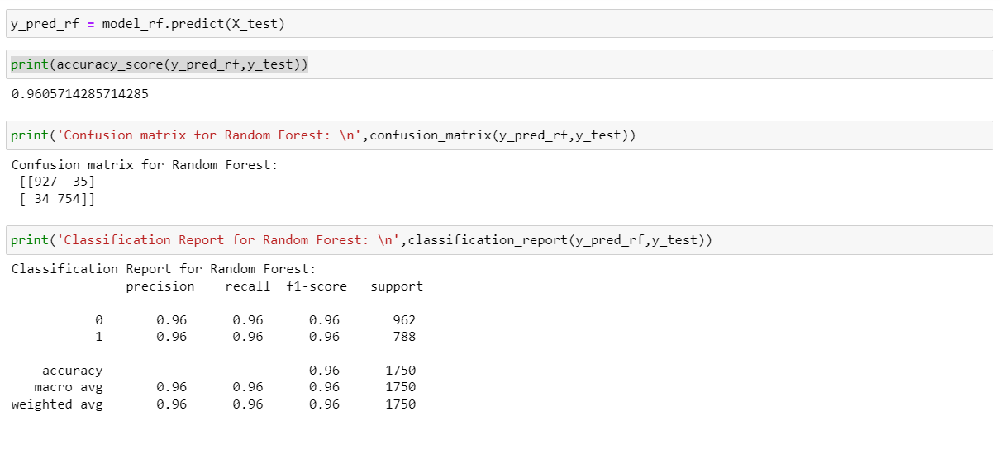 y_pred_rf = model_rf.predict(X_test)
print(accuracy_score(y_pred_rf,y_test))
0.9605714285714285
print('Confusion matrix for Random Forest: \n',confusion_matrix(y_pred_rf,y_test))
Confusion matrix for Random Forest:
[[927  35]
[ 34 754]]
print('Classification Report for Random Forest: \n',classification_report(y_pred_rf,y_test))
Classification Report for Random Forest:
precision    recall  f1-score   support
0       0.96      0.96      0.96       962
1       0.96      0.96      0.96       788
accuracy                           0.96      1750
macro avg       0.96      0.96      0.96      1750
weighted avg       0.96      0.96      0.96      1750